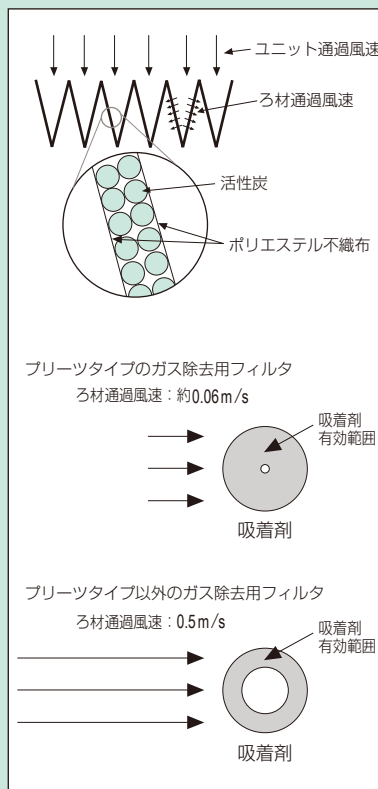 ユニット通過風速
ろ材通過風速
活性炭
ポリエステル不織布
プリーツタイプのガス除去用フィルタ
ろ材通過風速：約0.06m/s
吸着剤
有効範囲
吸着剤
プリーツタイプ以外のガス除去用フィルタ
ろ材通過風速：0.5m/s
吸着剤
有効範囲
吸着剤